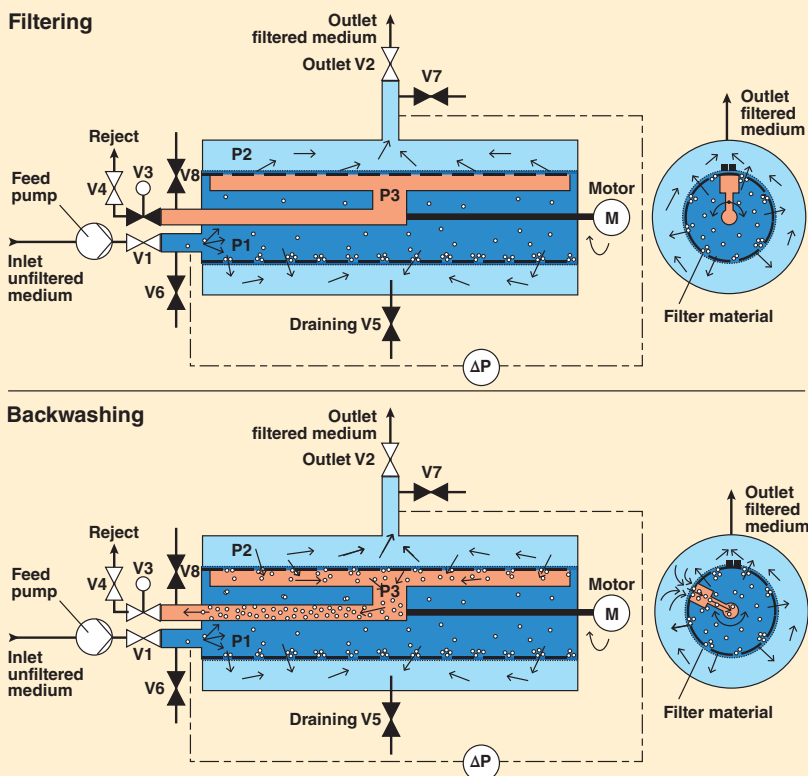 Filtering
Outlet
filtered medium
Outlet V2
V7
Outlet
filtered
medium
Reject
V3
V4
V8
P2
P3
Motor
M
Feed
pump
P1
V1
Inlet
unfiltered
medium
V6
Draining V5
Filter material
ΔP
Backwashing
Outlet
filtered medium
Outlet V2
V7
Outlet
filtered
medium
Reject
V3
V4
V8
P2
P3
Motor
M
Feed
pump
P1
V1
Inlet
unfiltered
medium
V6
Draining V5
Filter material
ΔP